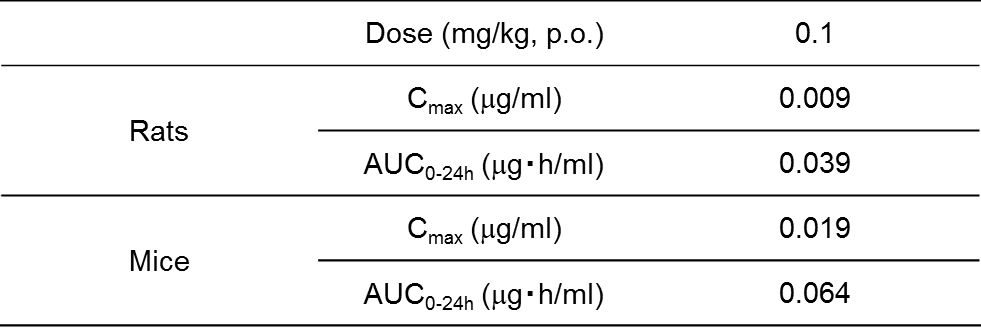 Dose (mg/kg, p.o.) 0.1
Cmax (μg/ml) 0.009
Rats
AUC0-24h (μg・h/ml) 0.039
Cmax (μg/ml) 0.019
Mice
AUC0-24h (μg・h/ml) 0.064